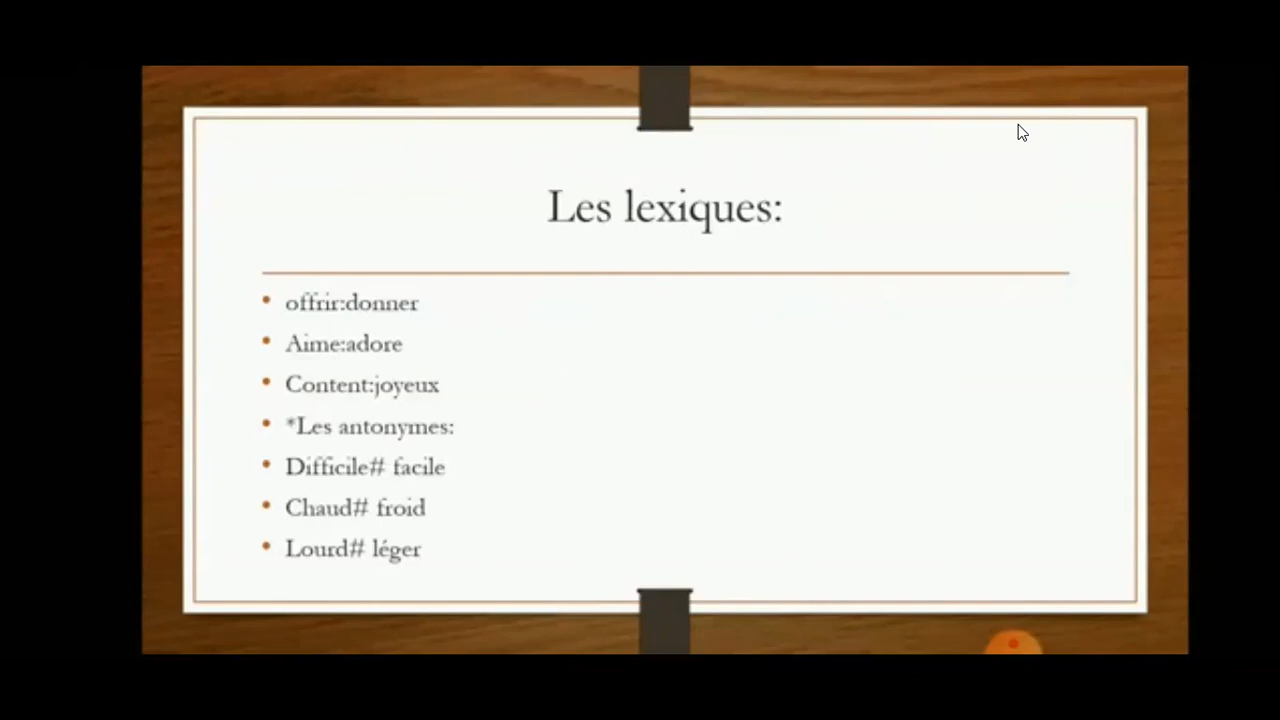 Les lexiques:
offrir:donner
Aime:adore
Content:joyeux
*Les antonymes:
Difficile# facile
Chaud# froid
Lourd# léger